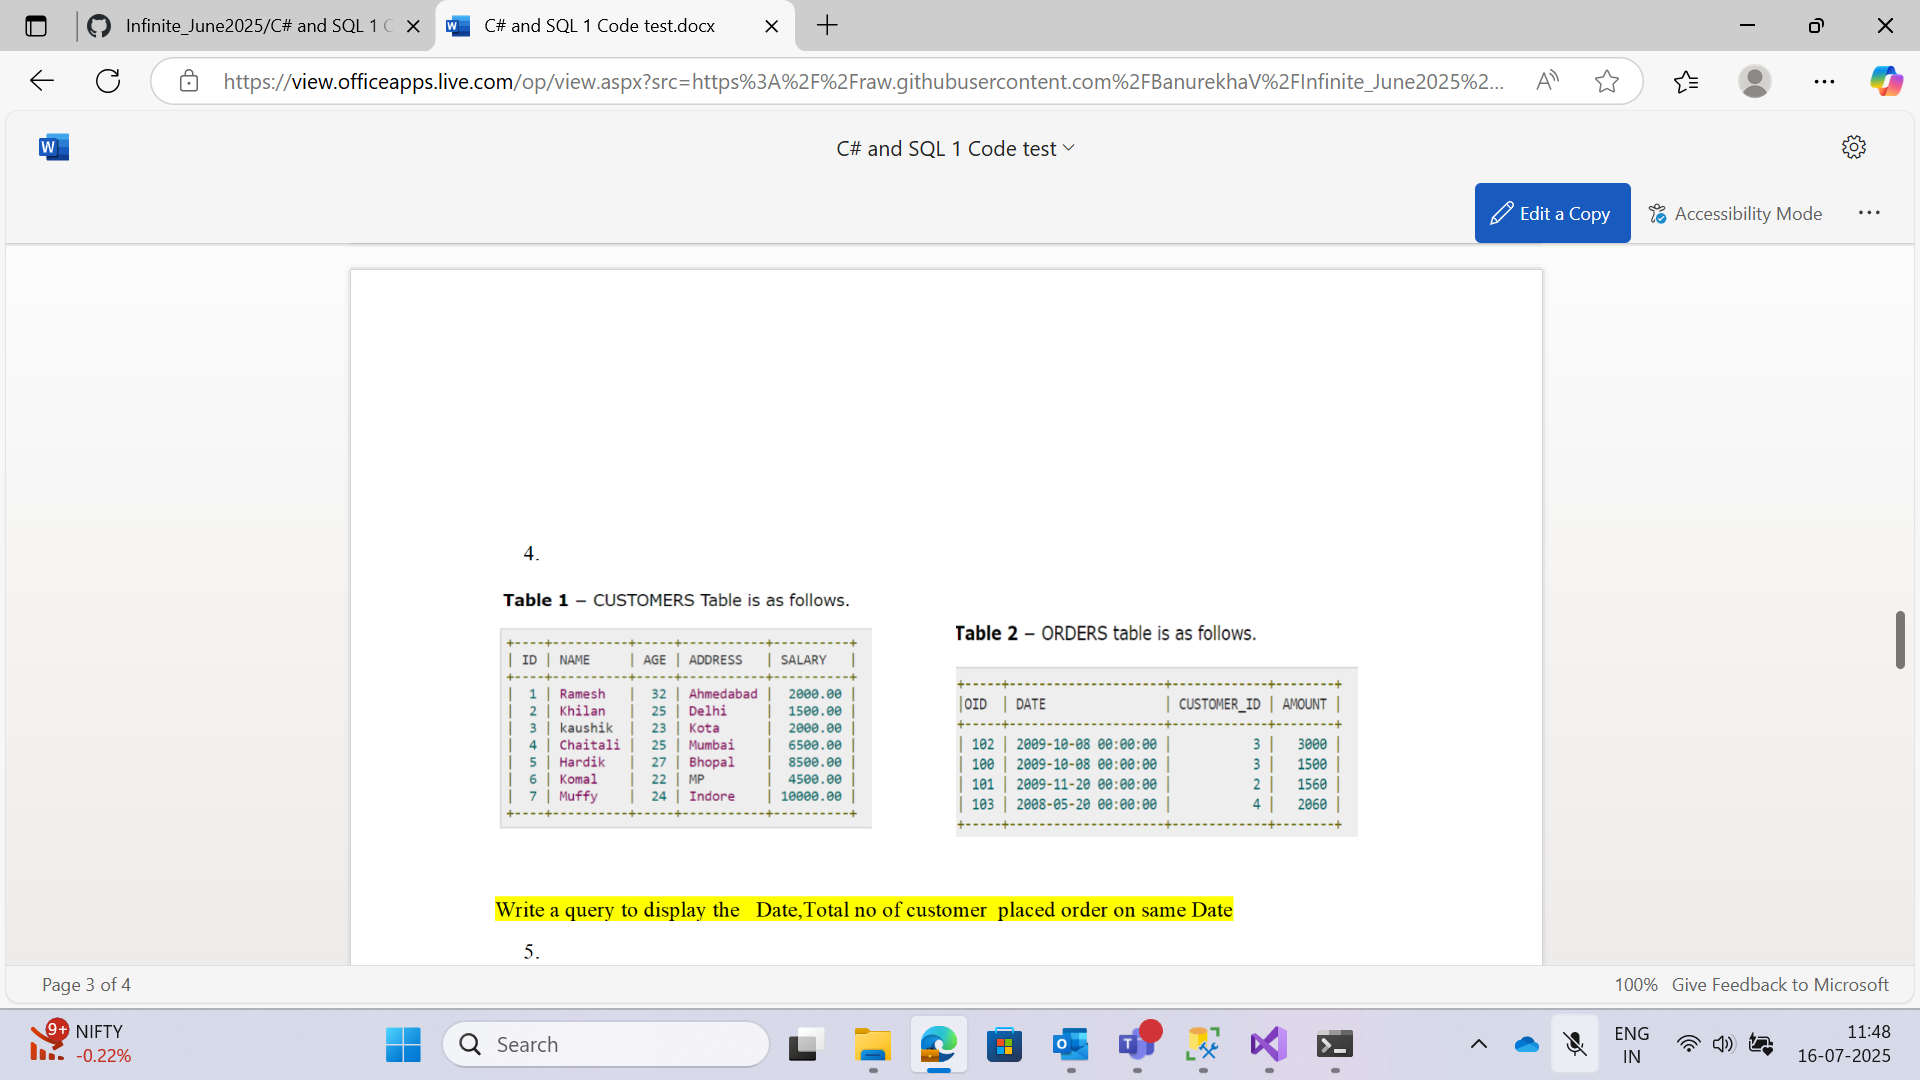 Infinite_June2025/C# and SQL 1 C
C# and SQL 1 Code test.docx
https://view.officeapps.live.com/op/view.aspx?src=https%3A%2F%2Fraw.githubusercontent.com%2FBanurekhaV%2FInfinite_June2025%2...
C# and SQL 1 Code test
Edit a Copy
Accessibility Mode
4.
Table 1 – CUSTOMERS Table is as follows.
+----+----------+-----+-----------+----------+
| ID | NAME     | AGE | ADDRESS   | SALARY   |
+----+----------+-----+-----------+----------+
| 1 | Ramesh   | 32 | Ahmedabad | 2000.00 |
| 2 | Khilan   | 25 | Delhi     | 1500.00 |
| 3 | kaushik  | 23 | Kota      | 2000.00 |
| 4 | Chaitali | 25 | Mumbai    | 6500.00 |
| 5 | Hardik   | 27 | Bhopal    | 8500.00 |
| 6 | Komal    | 22 | MP        | 4500.00 |
| 7 | Muffy    | 24 | Indore    | 10000.00 |
+----+----------+-----+-----------+----------+
Table 2 – ORDERS table is as follows.
+-----+---------------------+-------------+--------+
|OID  | DATE                | CUSTOMER_ID | AMOUNT |
+-----+---------------------+-------------+--------+
| 102 | 2009-10-08 00:00:00 | 3 | 3000 |
| 100 | 2009-10-08 00:00:00 | 3 | 1500 |
| 101 | 2009-11-20 00:00:00 | 2 | 1560 |
| 103 | 2008-05-20 00:00:00 | 4 | 2060 |
+-----+---------------------+-------------+--------+
Write a query to display the   Date,Total no of customer  placed order on same Date
5.
Page 3 of 4
100%
Give Feedback to Microsoft
9+
NIFTY
-0.22%
Search
ENG
IN
11:48
16-07-2025